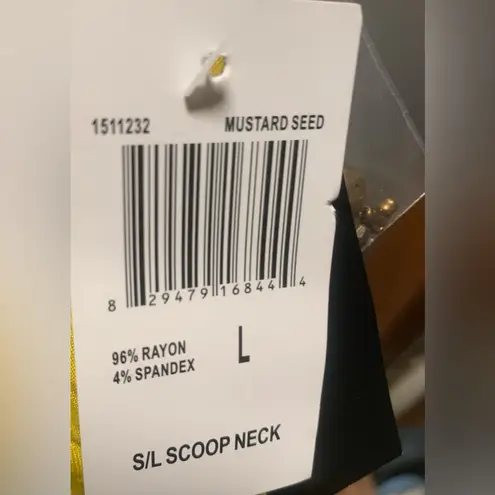 1511232 MUSTARD SEED
8 29479 16844 4
96% RAYON L
4% SPANDEX
S/L SCOOP NECK